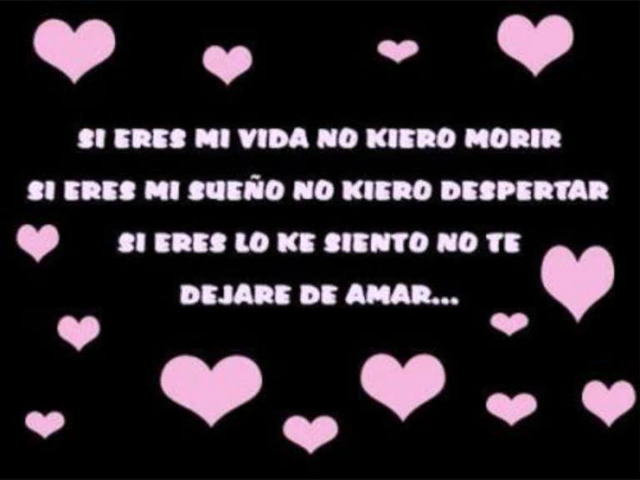 SI ERES MI VIDA NO KIERO MORIR
SI ERES MI SUEÑO NO KIERO DESPERTAR
SI ERES LO KE SIENTO NO TE
DEJARE DE AMAR...